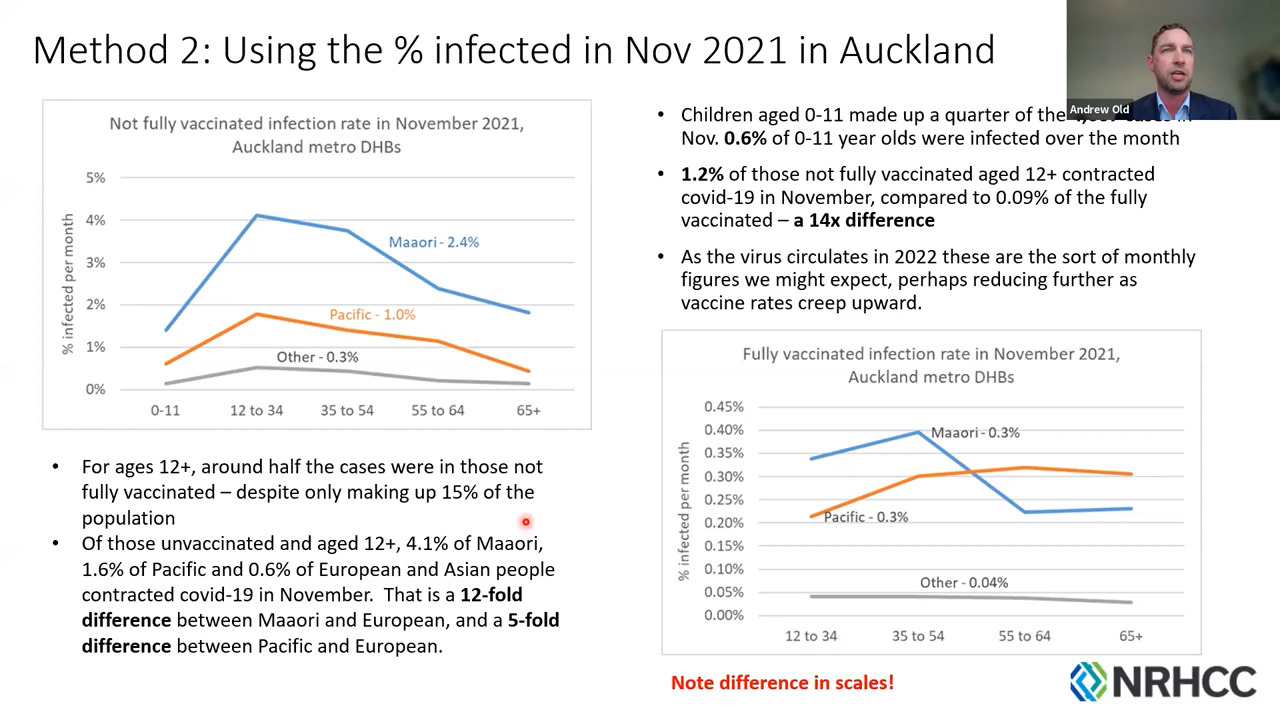 Method 2: Using the % infected in Nov 2021 in Auckland
Andrew Old
Not fully vaccinated infection rate in November 2021,
Auckland metro DHBs
% infected per month
5%
4%
3%
2%
1%
0%
Maaori - 2.4%
Pacific - 1.0%
Other - 0.3%
0-11
12 to 34
35 to 54
55 to 64
65+
• For ages 12+, around half the cases were in those not
fully vaccinated – despite only making up 15% of the
population
• Of those unvaccinated and aged 12+, 4.1% of Maaori,
1.6% of Pacific and 0.6% of European and Asian people
contracted covid-19 in November. That is a 12-fold
difference between Maaori and European, and a 5-fold
difference between Pacific and European.
• Children aged 0-11 made up a quarter of the
Nov. 0.6% of 0-11 year olds were infected over the month
• 1.2% of those not fully vaccinated aged 12+ contracted
covid-19 in November, compared to 0.09% of the fully
vaccinated – a 14x difference
• As the virus circulates in 2022 these are the sort of monthly
figures we might expect, perhaps reducing further as
vaccine rates creep upward.
Fully vaccinated infection rate in November 2021,
Auckland metro DHBs
% infected per month
0.45%
0.40%
0.35%
0.30%
0.25%
0.20%
0.15%
0.10%
0.05%
0.00%
Maaori - 0.3%
Pacific - 0.3%
Other - 0.04%
12 to 34
35 to 54
55 to 64
65+
Note difference in scales!
NRHCC